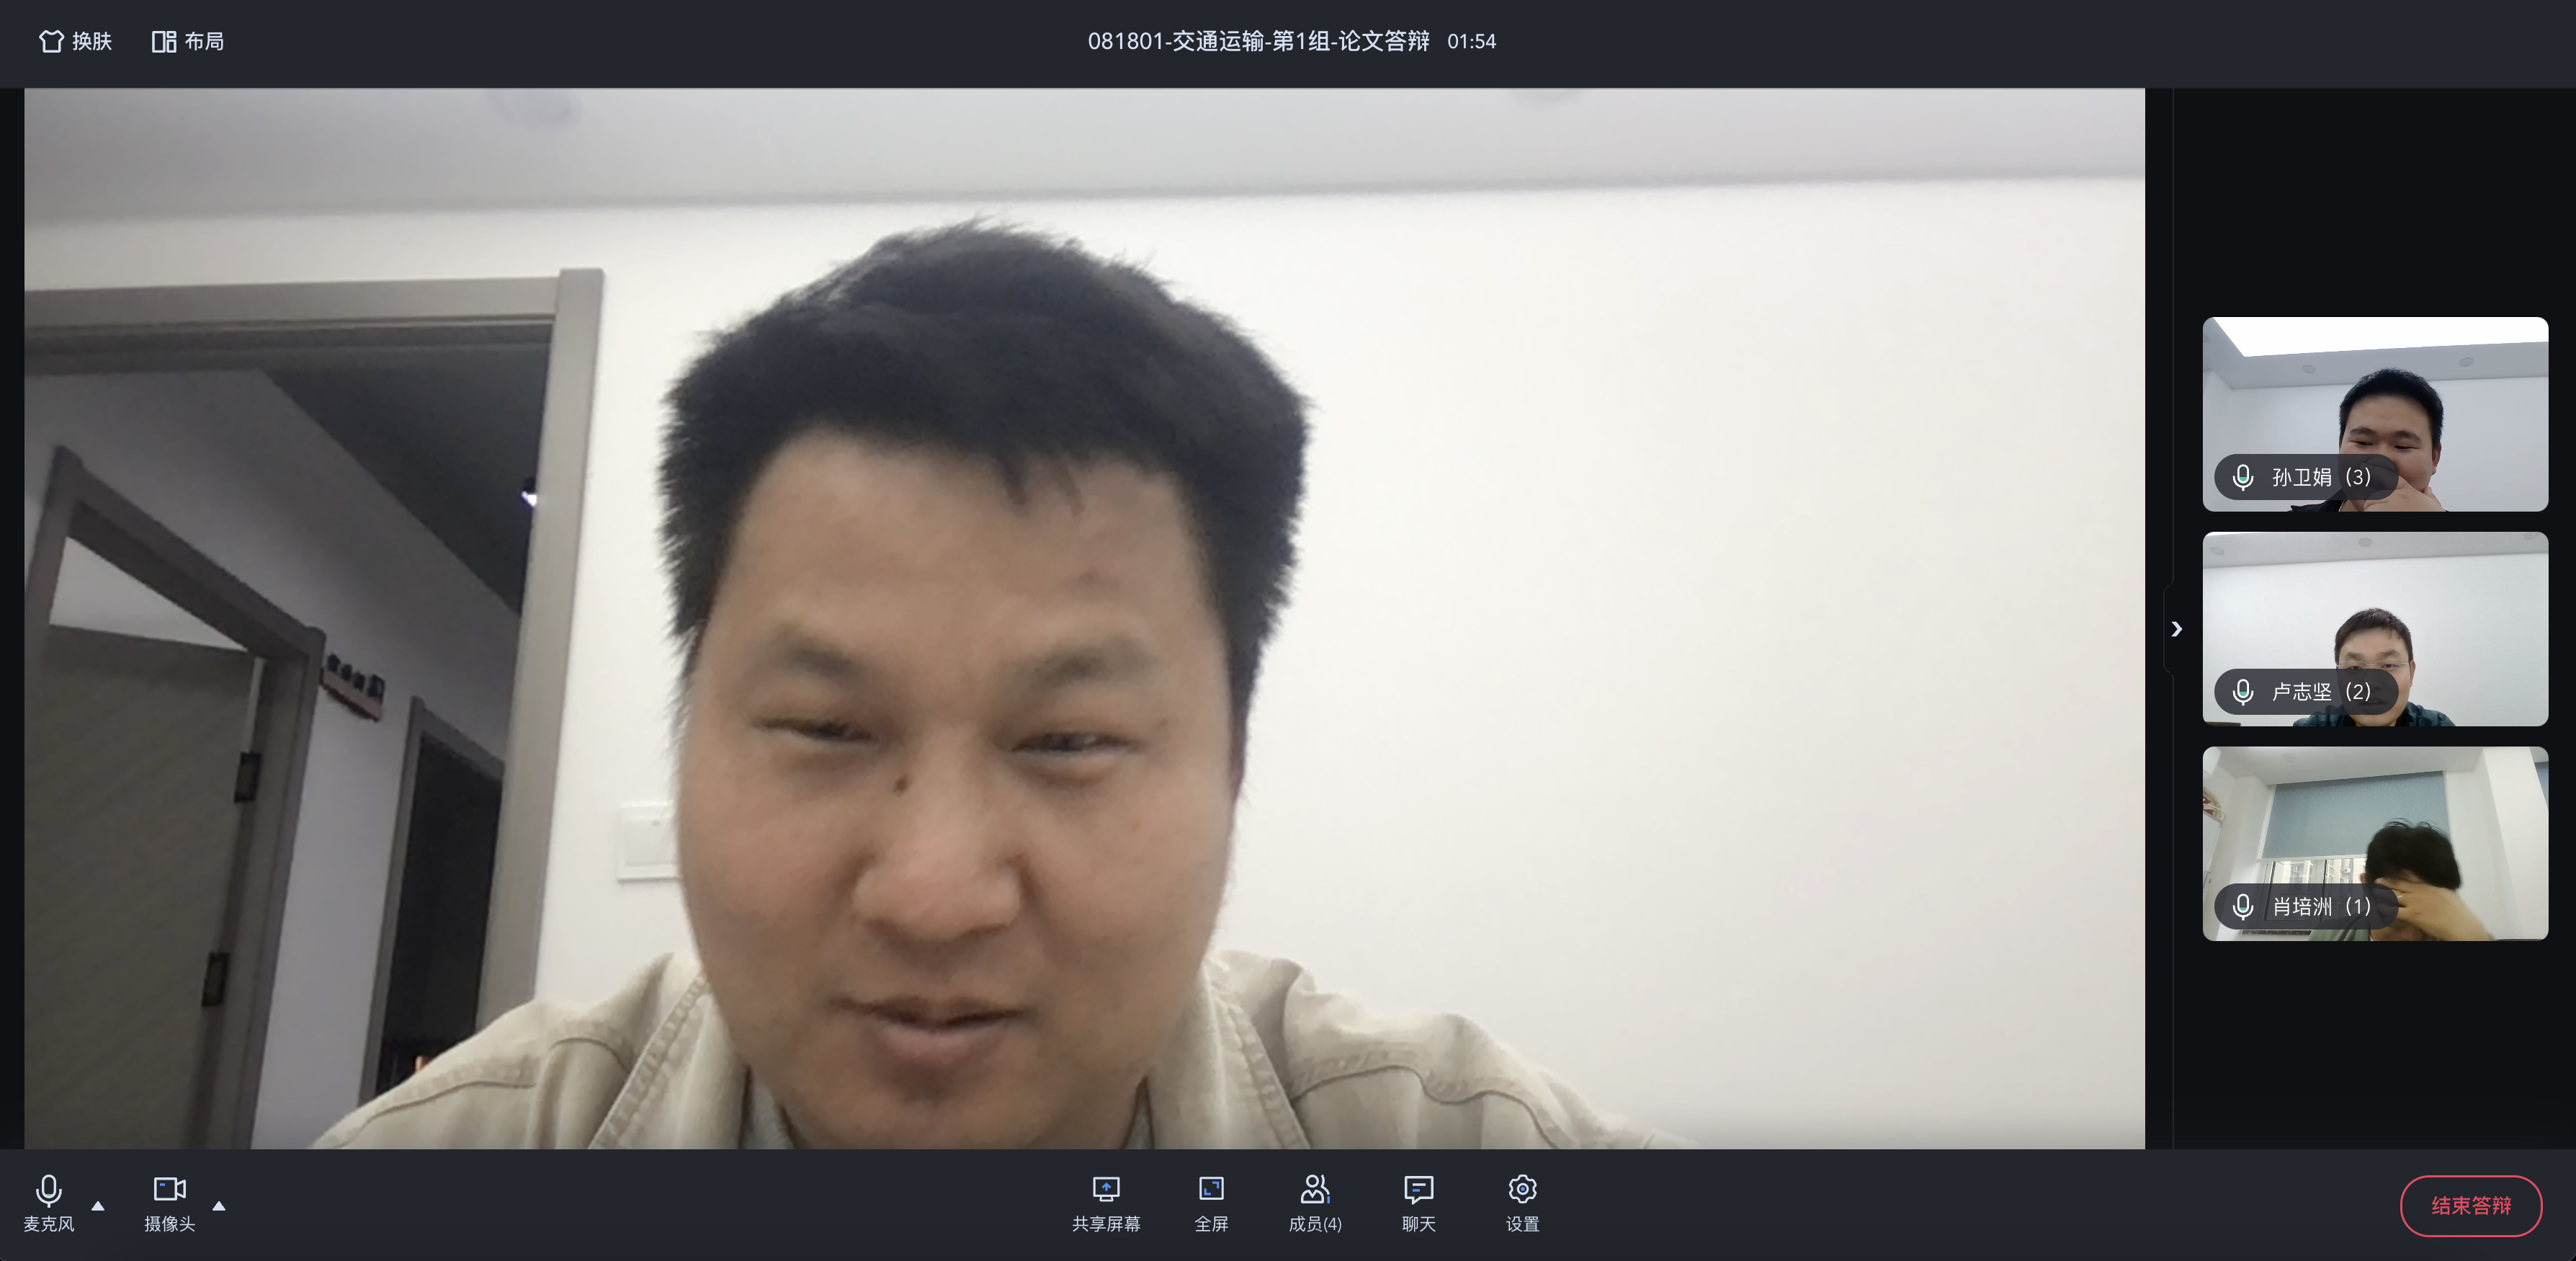 换肤
布局
081801-交通运输-第1组-论文答辩 01:54
孙卫娟（3）
卢志坚（2）
肖培洲（1）
麦克风
摄像头
共享屏幕
全屏
成员(4)
聊天
设置
结束答辩